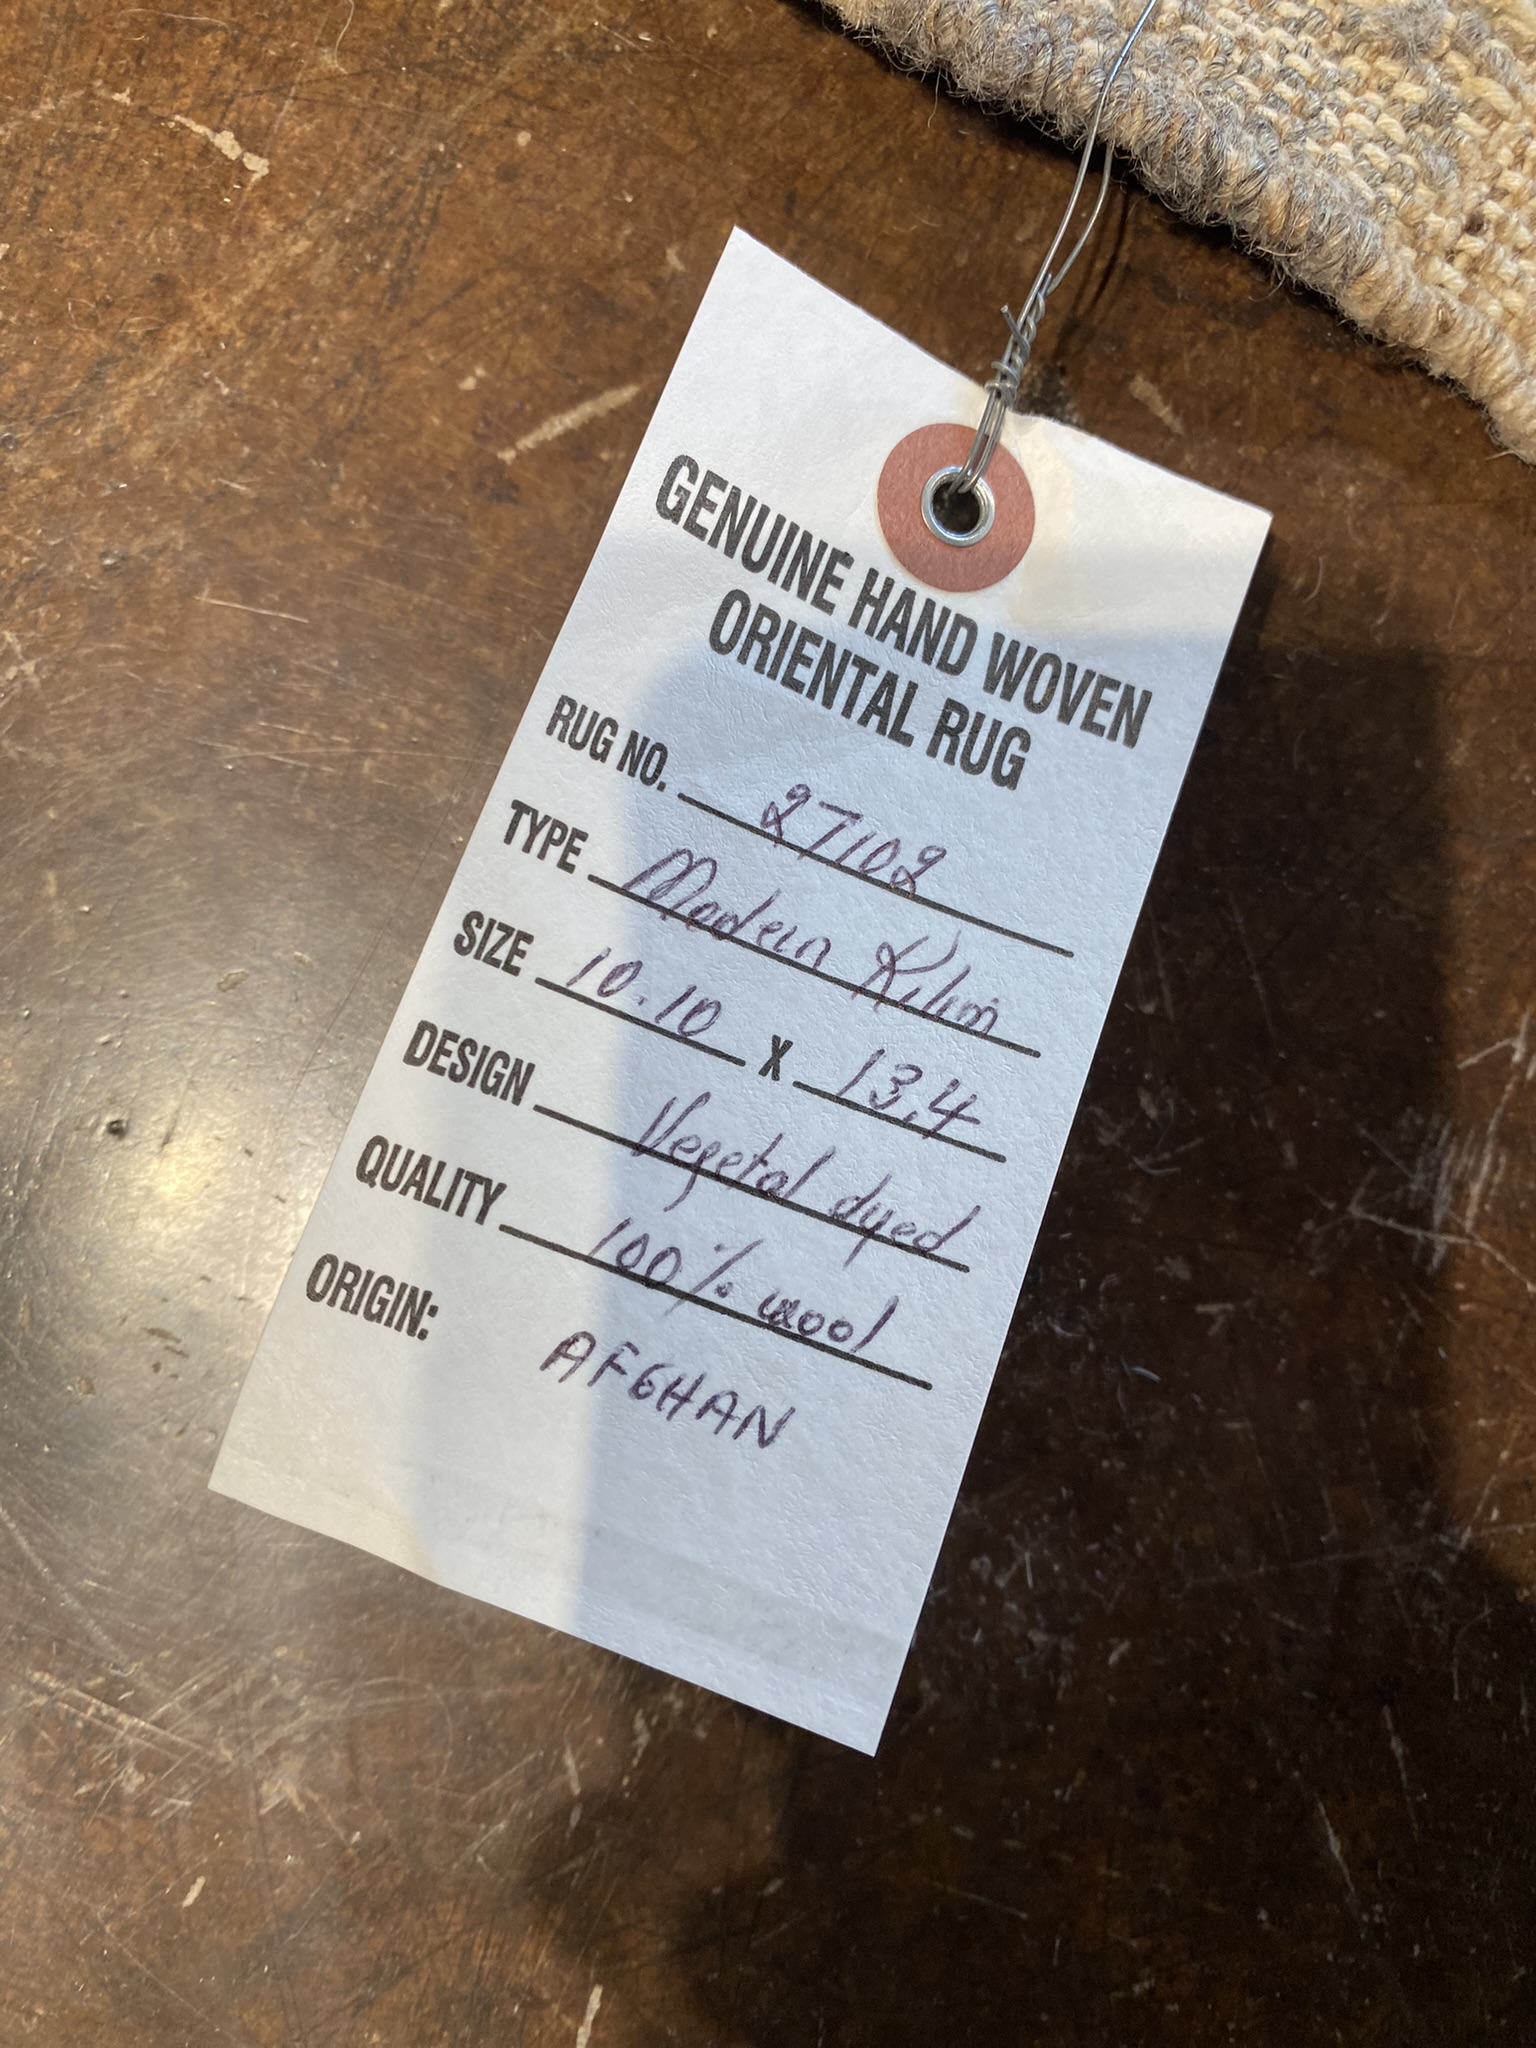 GENUINE HAND WOVEN
ORIENTAL RUG
RUG NO. 27102
TYPE Modern Kilim
SIZE 10.10 X 13.4
DESIGN Vegetal dyed
QUALITY 100% wool
ORIGIN: AFGHAN